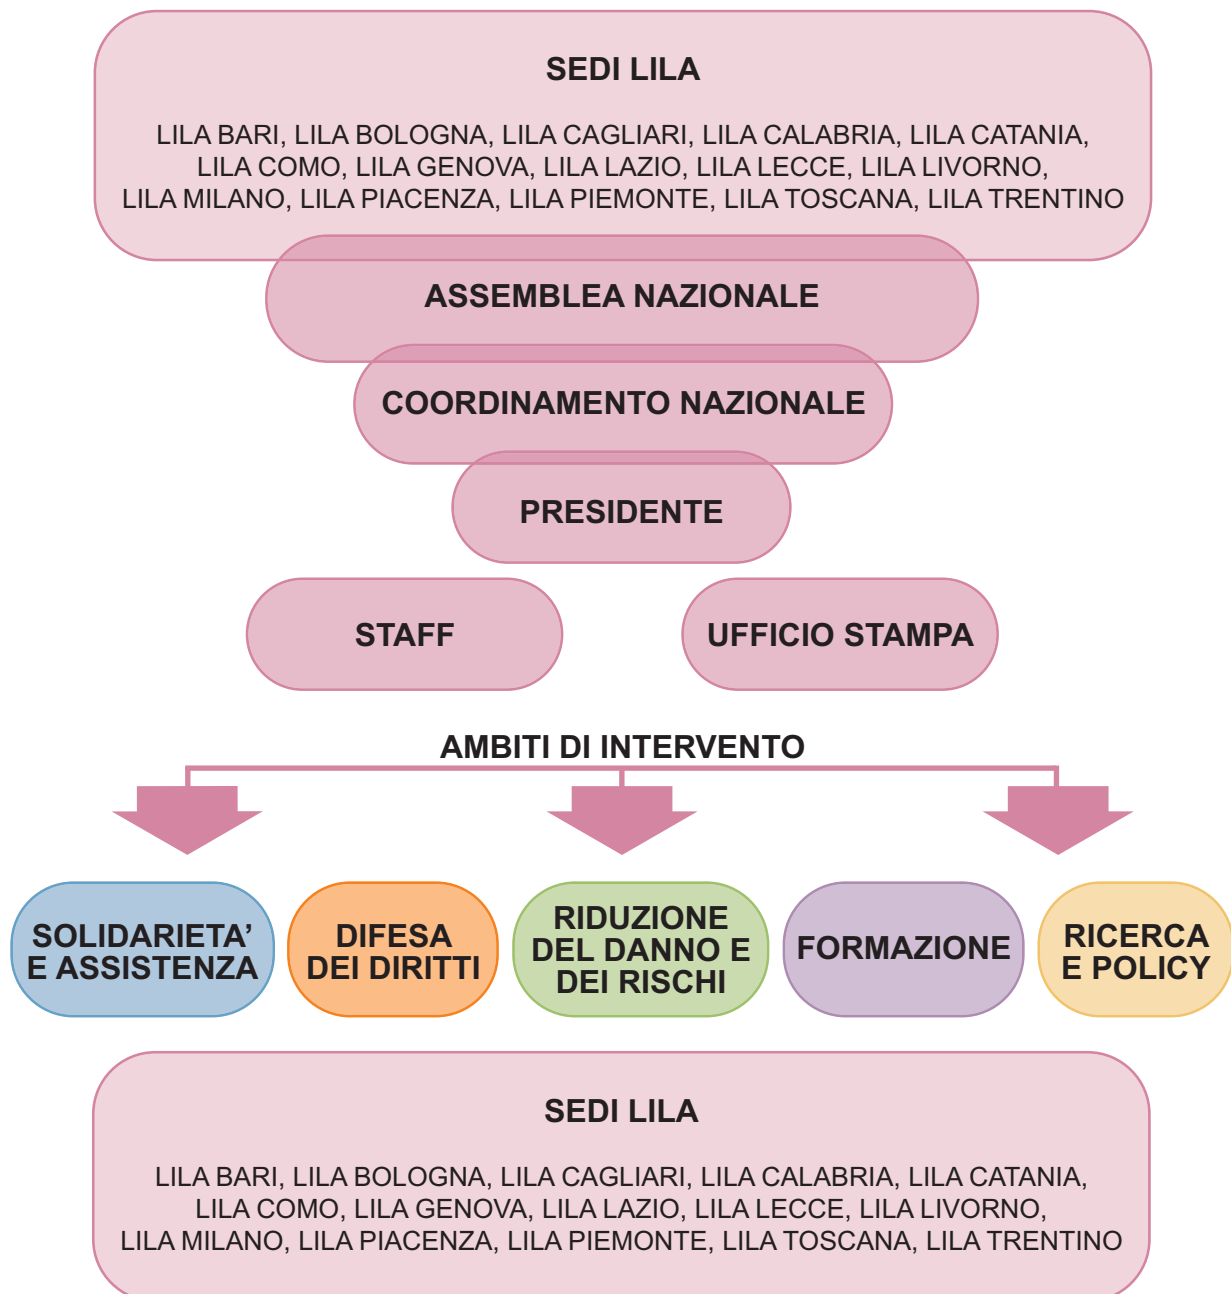 SEDI LILA
LILA BARI, LILA BOLOGNA, LILA CAGLIARI, LILA CALABRIA, LILA CATANIA,
LILA COMO, LILA GENOVA, LILA LAZIO, LILA LECCE, LILA LIVORNO,
LILA MILANO, LILA PIACENZA, LILA PIEMONTE, LILA TOSCANA, LILA TRENTINO
ASSEMBLEA NAZIONALE
COORDINAMENTO NAZIONALE
PRESIDENTE
STAFF
UFFICIO STAMPA
AMBITI DI INTERVENTO
SOLIDARIETA’
E ASSISTENZA
DIFESA
DEI DIRITTI
RIDUZIONE
DEL DANNO E
DEI RISCHI
FORMAZIONE
RICERCA
E POLICY
SEDI LILA
LILA BARI, LILA BOLOGNA, LILA CAGLIARI, LILA CALABRIA, LILA CATANIA,
LILA COMO, LILA GENOVA, LILA LAZIO, LILA LECCE, LILA LIVORNO,
LILA MILANO, LILA PIACENZA, LILA PIEMONTE, LILA TOSCANA, LILA TRENTINO